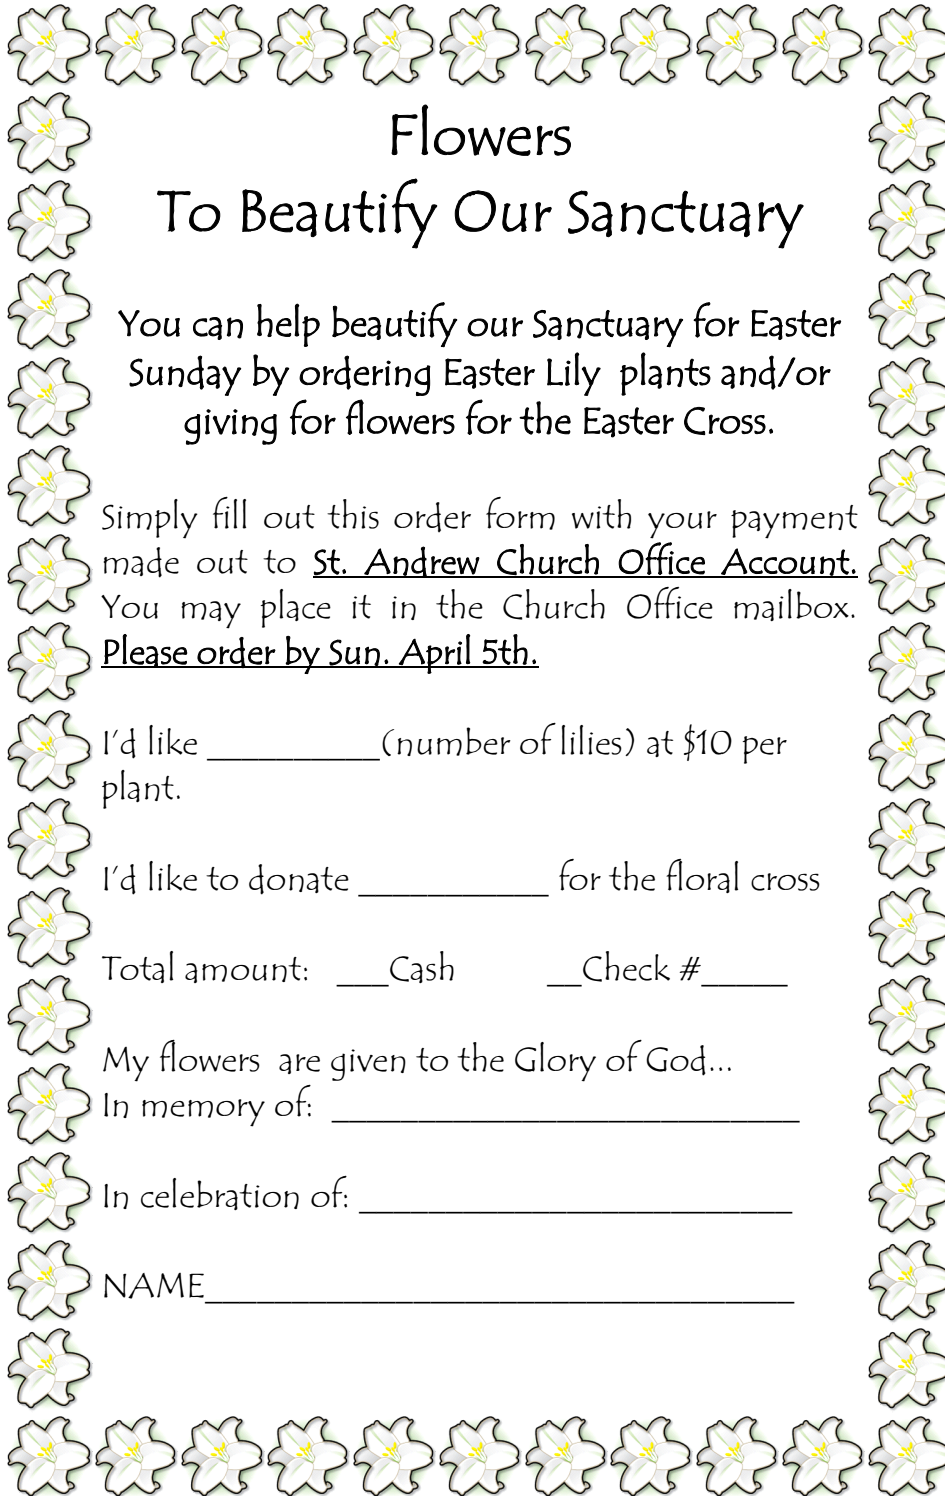 Flowers
To Beautify Our Sanctuary
You can help beautify our Sanctuary for Easter
Sunday by ordering Easter Lily  plants and/or
giving for flowers for the Easter Cross.
Simply fill out this order form with your payment
made out to St. Andrew Church Office Account.
You may place it in the Church Office mailbox.
Please order by Sun. April 5th.
I'd like __________(number of lilies) at $10 per
plant.
I'd like to donate ___________ for the floral cross
Total amount:   ___Cash          __Check #_____
My flowers  are given to the Glory of God...
In memory of:  ___________________________
In celebration of: _________________________
NAME__________________________________